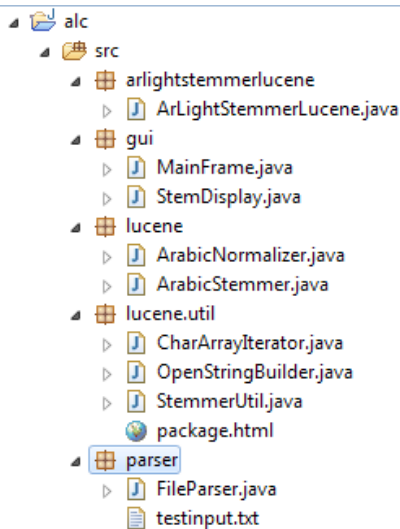 alc
src
arlightstemmerlucene
ArLightStemmerLucene.java
gui
MainFrame.java
StemDisplay.java
lucene
ArabicNormalizer.java
ArabicStemmer.java
lucene.util
CharArrayIterator.java
OpenStringBuilder.java
StemmerUtil.java
package.html
parser
FileParser.java
testinput.txt